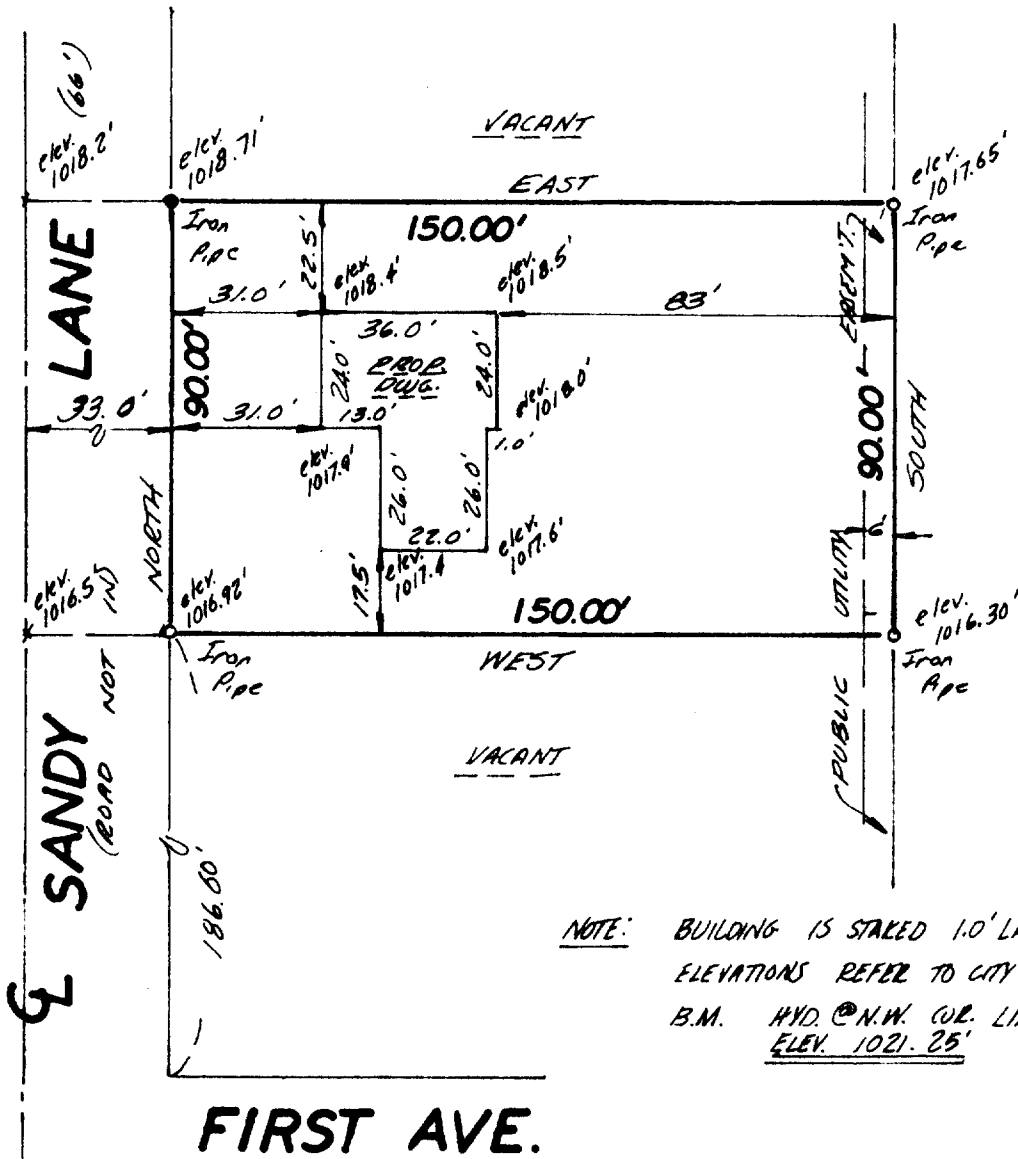 (66')
VACANT
elev.
1018.2'
elev.
1018.71'
elev.
1017.65'
EAST
150.00'
Iron
Pipe
Iron
Pipe
LANE
22.5'
31.0'
elev.
1018.4'
elev.
1018.5'
83'
EASEM'T.
36.0'
PROP.
DWG.
90.00'
24.0'
24.0'
33.0'
31.0'
13.0'
elev.
1018.0'
1.0'
90.00'
SOUTH
elev.
1017.9'
NORTH
26.0'
26.0'
22.0'
elev.
1017.4
elev.
1017.6'
6'
UTILITY
17.5'
150.00'
elev.
1016.5'
elev.
1016.92'
elev.
1016.30'
WEST
Iron
Pipe
Iron
Pipe
SANDY
(ROAD NOT IN)
VACANT
PUBLIC
186.60'
NOTE: BUILDING IS STAKED 1.0'
ELEVATIONS REFER TO CITY
B.M. HYD. @ N.W. COR.
ELEV. 1021.25'
℄
FIRST AVE.